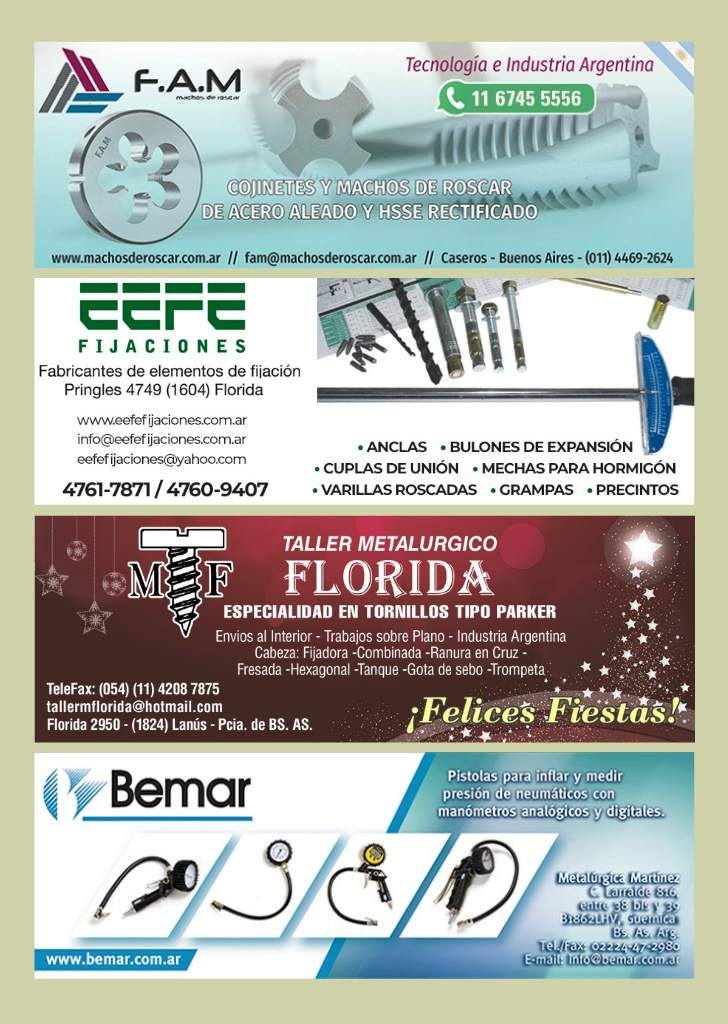 F.A.M
machos de roscar
Tecnología e Industria Argentina
11 6745 5556
F.A.M
COJINETES Y MACHOS DE ROSCAR
DE ACERO ALEADO Y HSSE RECTIFICADO
www.machosderoscar.com.ar // fam@machosderoscar.com.ar // Caseros - Buenos Aires - (011) 4469-2624
EEFE
FIJACIONES
Fabricantes de elementos de fijación
Pringles 4749 (1604) Florida
www.eefefijaciones.com.ar
info@eefefijaciones.com.ar
eefefijaciones@yahoo.com
4761-7871 / 4760-9407
• ANCLAS • BULONES DE EXPANSIÓN
• CUPLAS DE UNIÓN • MECHAS PARA HORMIGÓN
• VARILLAS ROSCADAS • GRAMPAS • PRECINTOS
M F
TALLER METALURGICO
FLORIDA
ESPECIALIDAD EN TORNILLOS TIPO PARKER
Envios al Interior - Trabajos sobre Plano - Industria Argentina
Cabeza: Fijadora -Combinada -Ranura en Cruz -
Fresada -Hexagonal -Tanque -Gota de sebo -Trompeta
TeleFax: (054) (11) 4208 7875
tallermflorida@hotmail.com
Florida 2950 - (1824) Lanús - Pcia. de BS. AS.
¡Felices Fiestas!
Bemar
Pistolas para inflar y medir
presión de neumáticos con
manómetros analógicos y digitales.
Metalúrgica Martínez
C. Larralde 816,
entre 38 bis y 39
B1862LHV, Guernica
Bs. As. Arg.
Tel./Fax: 02224-47-2980
E-mail: Info@bemar.com.ar
www.bemar.com.ar